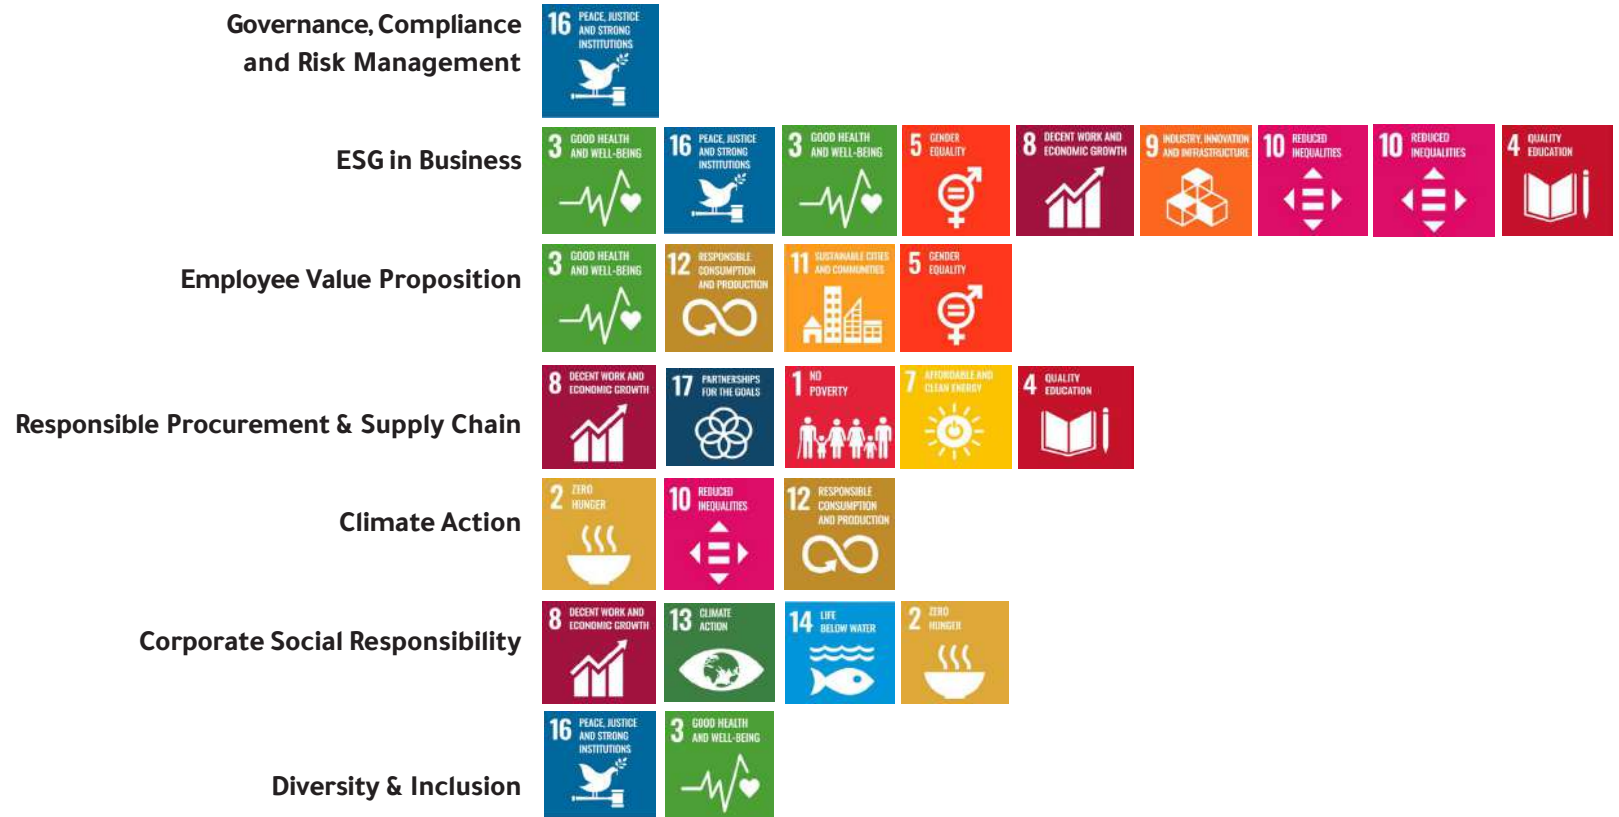 Governance, Compliance
and Risk Management
16 PEACE, JUSTICE
AND STRONG
INSTITUTIONS
ESG in Business
3 GOOD HEALTH
AND WELL-BEING
16 PEACE, JUSTICE
AND STRONG
INSTITUTIONS
3 GOOD HEALTH
AND WELL-BEING
5 GENDER
EQUALITY
8 DECENT WORK AND
ECONOMIC GROWTH
9 INDUSTRY, INNOVATION
AND INFRASTRUCTURE
10 REDUCED
INEQUALITIES
10 REDUCED
INEQUALITIES
4 QUALITY
EDUCATION
Employee Value Proposition
3 GOOD HEALTH
AND WELL-BEING
12 RESPONSIBLE
CONSUMPTION
AND PRODUCTION
11 SUSTAINABLE CITIES
AND COMMUNITIES
5 GENDER
EQUALITY
Responsible Procurement & Supply Chain
8 DECENT WORK AND
ECONOMIC GROWTH
17 PARTNERSHIPS
FOR THE GOALS
1 NO
POVERTY
7 AFFORDABLE AND
CLEAN ENERGY
4 QUALITY
EDUCATION
Climate Action
2 ZERO
HUNGER
10 REDUCED
INEQUALITIES
12 RESPONSIBLE
CONSUMPTION
AND PRODUCTION
Corporate Social Responsibility
8 DECENT WORK AND
ECONOMIC GROWTH
13 CLIMATE
ACTION
14 LIFE
BELOW WATER
2 ZERO
HUNGER
Diversity & Inclusion
16 PEACE, JUSTICE
AND STRONG
INSTITUTIONS
3 GOOD HEALTH
AND WELL-BEING